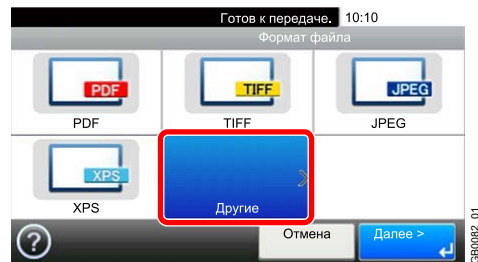 Готов к передаче. 10:10
Формат файла
PDF TIFF JPEG
PDF TIFF JPEG
XPS
XPS Другие
? Отмена Далее >
GB0082_01